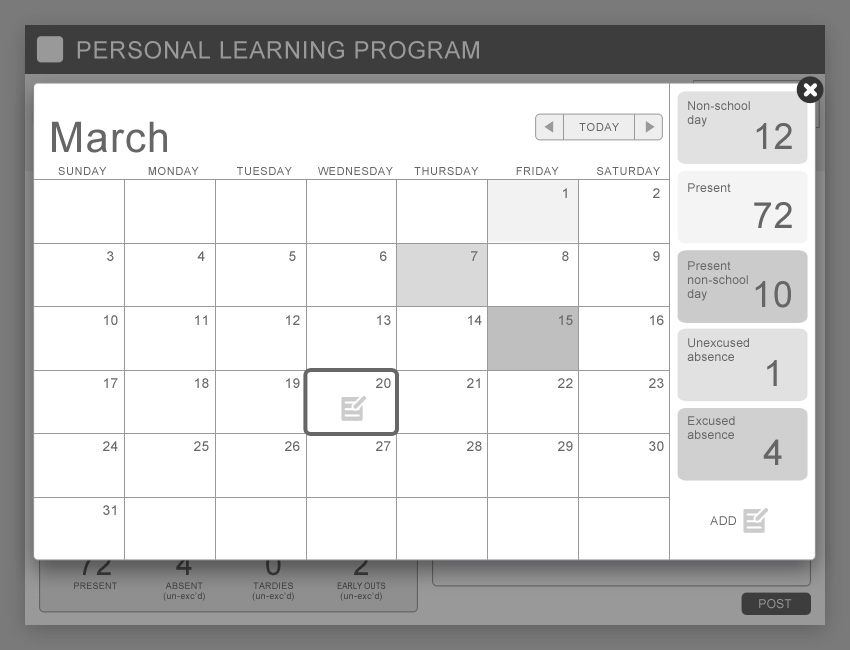 PERSONAL LEARNING PROGRAM
March
TODAY
SUNDAY MONDAY TUESDAY WEDNESDAY THURSDAY FRIDAY SATURDAY
1 2
3 4 5 6 7 8 9
10 11 12 13 14 15 16
17 18 19 20 21 22 23
24 25 26 27 28 29 30
31
Non-school
day
12
Present
72
Present
non-school
day
10
Unexcused
absence
1
Excused
absence
4
ADD
72 4 0 2
PRESENT ABSENT TARDIES EARLY OUTS
(un-exc'd) (un-exc'd) (un-exc'd)
POST